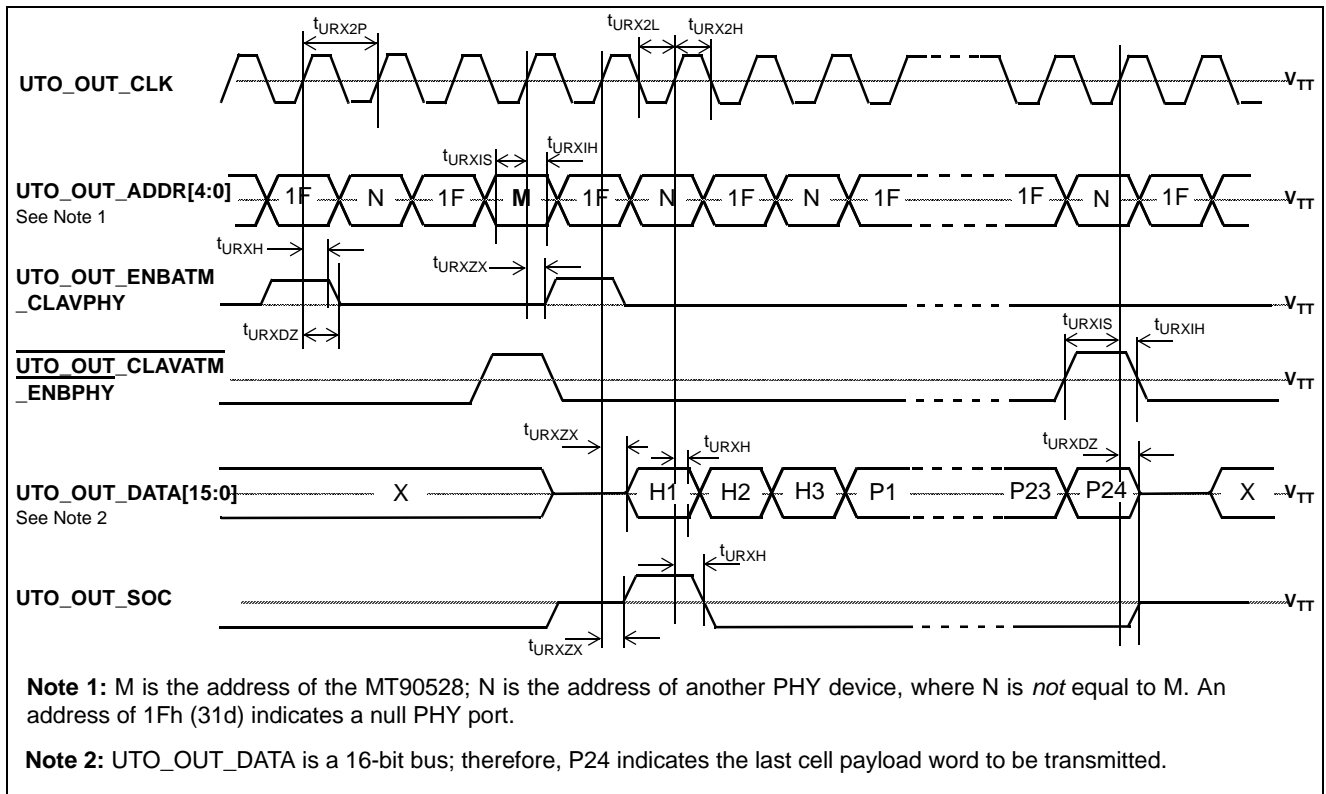 tURX2P
tURX2L
tURX2H
UTO_OUT_CLK
VTT
tURXIS
tURXIH
UTO_OUT_ADDR[4:0]
See Note 1
1F N 1F M 1F N 1F N 1F 1F N 1F
VTT
tURXH
tURXZX
UTO_OUT_ENBATM
_CLAVPHY
VTT
tURXDZ
tURXIS
tURXIH
UTO_OUT_CLAVATM
_ENBPHY
VTT
tURXZX
tURXH
tURXDZ
UTO_OUT_DATA[15:0]
See Note 2
X H1 H2 H3 P1 P23 P24 X
VTT
tURXH
UTO_OUT_SOC
VTT
tURXZX
Note 1: M is the address of the MT90528; N is the address of another PHY device, where N is not equal to M. An
address of 1Fh (31d) indicates a null PHY port.
Note 2: UTO_OUT_DATA is a 16-bit bus; therefore, P24 indicates the last cell payload word to be transmitted.